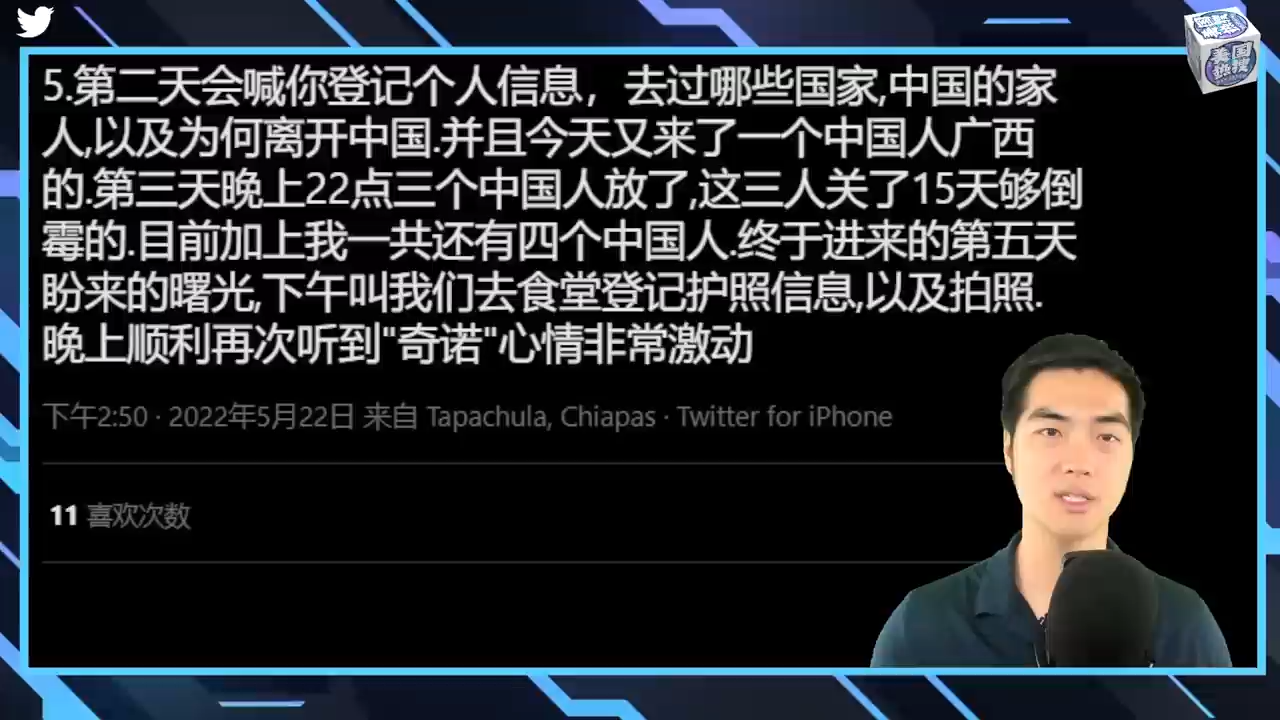 5.第二天会喊你登记个人信息，去过哪些国家,中国的家
人,以及为何离开中国.并且今天又来了一个中国人广西
的.第三天晚上22点三个中国人放了,这三人关了15天够倒
霉的.目前加上我一共还有四个中国人.终于进来的第五天
盼来的曙光,下午叫我们去食堂登记护照信息,以及拍照.
晚上顺利再次听到"奇诺"心情非常激动
下午2:50 · 2022年5月22日 来自 Tapachula, Chiapas · Twitter for iPhone
11 喜欢次数
美国
热搜